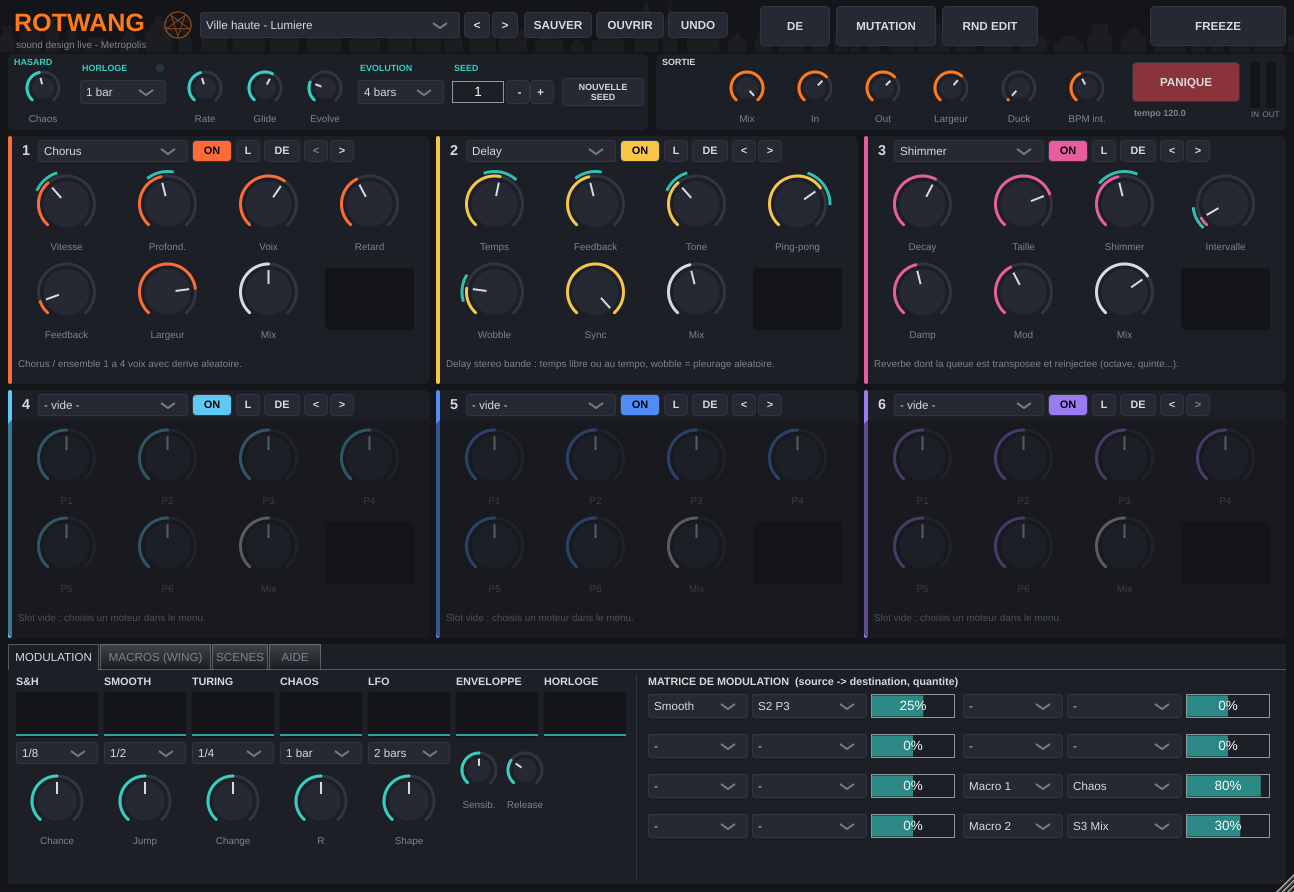 ROTWANG
sound design live - Metropolis
Ville haute - Lumiere
<
>
SAUVER
OUVRIR
UNDO
DE
MUTATION
RND EDIT
FREEZE
HASARD
HORLOGE
EVOLUTION
SEED
1 bar
4 bars
1
-
+
NOUVELLE
SEED
Chaos
Rate
Glide
Evolve
SORTIE
PANIQUE
tempo 120.0
IN OUT
Mix
In
Out
Largeur
Duck
BPM int.
1
Chorus
ON
L
DE
<
>
Vitesse
Profond.
Voix
Retard
Feedback
Largeur
Mix
Chorus / ensemble 1 a 4 voix avec derive aleatoire.
2
Delay
ON
L
DE
<
>
Temps
Feedback
Tone
Ping-pong
Wobble
Sync
Mix
Delay stereo bande : temps libre ou au tempo, wobble = pleurage aleatoire.
3
Shimmer
ON
L
DE
<
>
Decay
Taille
Shimmer
Intervalle
Damp
Mod
Mix
Reverbe dont la queue est transposee et reinjectee (octave, quinte...).
4
- vide -
ON
L
DE
<
>
P1
P2
P3
P4
P5
P6
Mix
Slot vide : choisis un moteur dans le menu.
5
- vide -
ON
L
DE
<
>
P1
P2
P3
P4
P5
P6
Mix
Slot vide : choisis un moteur dans le menu.
6
- vide -
ON
L
DE
<
>
P1
P2
P3
P4
P5
P6
Mix
Slot vide : choisis un moteur dans le menu.
MODULATION
MACROS (WING)
SCENES
AIDE
S&H
SMOOTH
TURING
CHAOS
LFO
ENVELOPPE
HORLOGE
1/8
1/2
1/4
1 bar
2 bars
Sensib.
Release
Chance
Jump
Change
R
Shape
MATRICE DE MODULATION (source -> destination, quantite)
Smooth
S2 P3
25%
-
-
0%
-
-
0%
-
-
0%
-
-
0%
Macro 1
Chaos
80%
-
-
0%
Macro 2
S3 Mix
30%